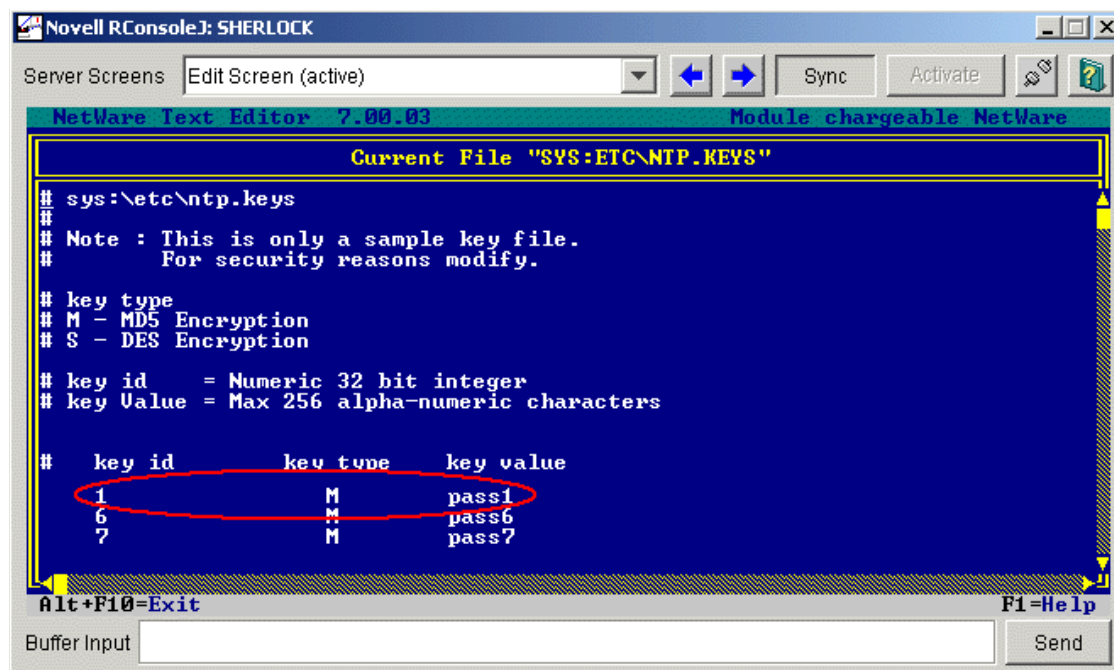 Novell RConsoleJ: SHERLOCK
Server Screens Edit Screen (active) Sync Activate
NetWare Text Editor 7.00.03 Module chargeable NetWare
Current File "SYS:ETC\NTP.KEYS"
# sys:\etc\ntp.keys
#
# Note : This is only a sample key file.
# For security reasons modify.
# key type
# M - MD5 Encryption
# S - DES Encryption
# key id = Numeric 32 bit integer
# key Value = Max 256 alpha-numeric characters
# key id key type key value
1 M pass1
6 M pass6
7 M pass7
Alt+F10=Exit F1=Help
Buffer Input Send